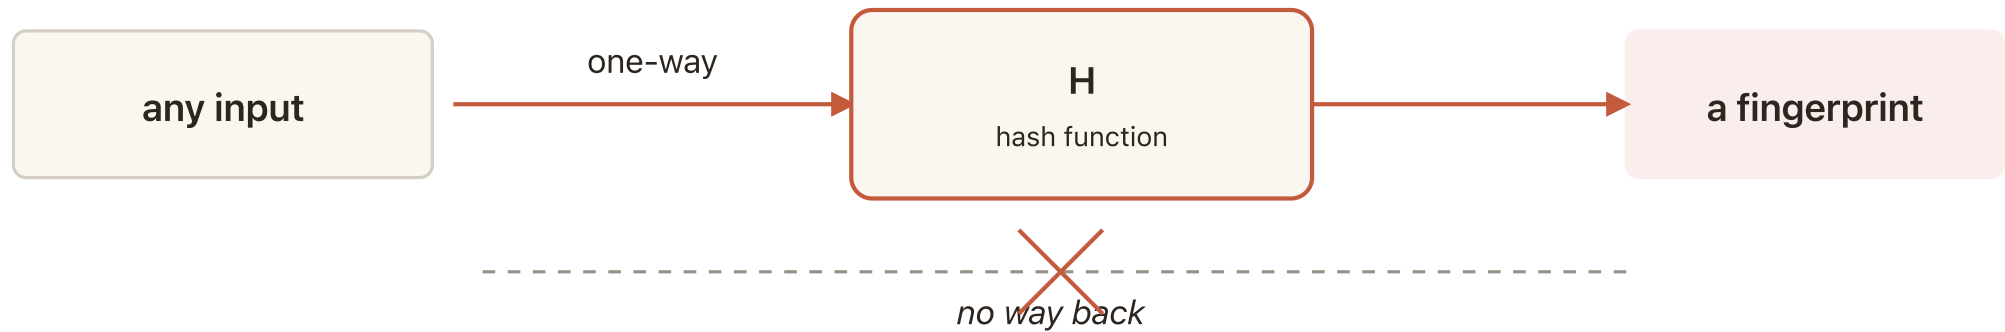 any input
one-way
H
hash function
a fingerprint
no way back